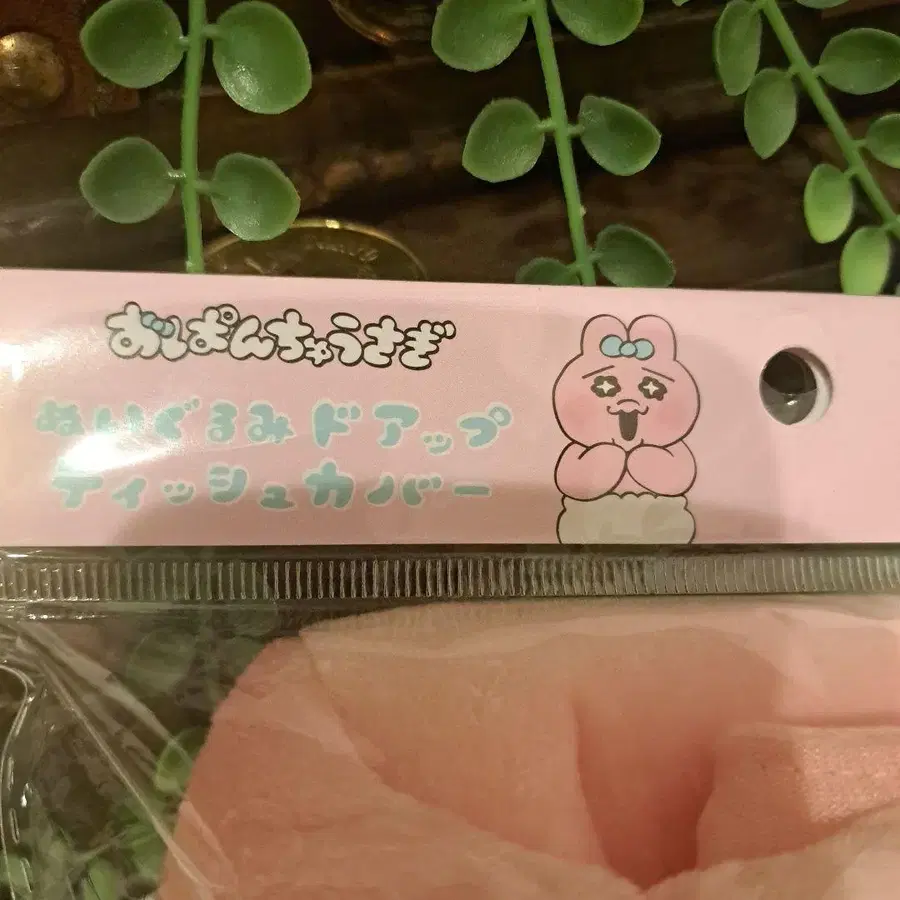 おぱんちゅうさぎ
ぬいぐるみドアップ
ティッシュカバー